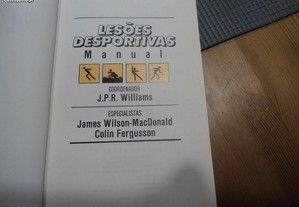 LESÕES
DESPORTIVAS
Manual
COORDENADOR
J.P.R. Williams
ESPECIALISTAS
James Wilson-MacDonald
Colin Fergusson